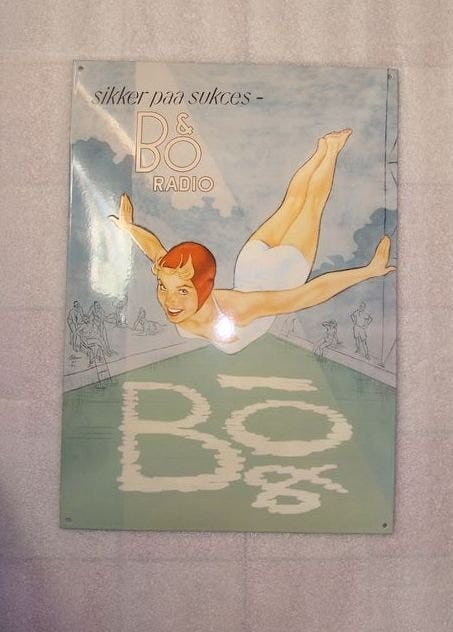 sikker paa sukces -
B&O
RADIO
B&O